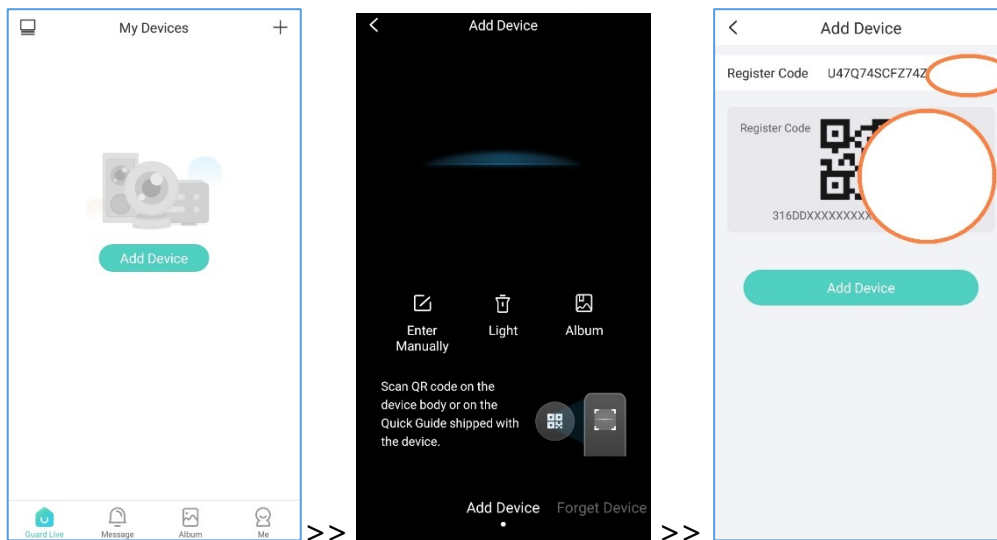 My Devices
Add Device
Guard Live
Message
Album
Me
>>
Add Device
Enter
Manually
Light
Album
Scan QR code on the
device body or on the
Quick Guide shipped with
the device.
Add Device
Forget Device
>>
Add Device
Register Code
U47Q74SCFZ74Z
Register Code
316DDXXXXXXXXX
Add Device